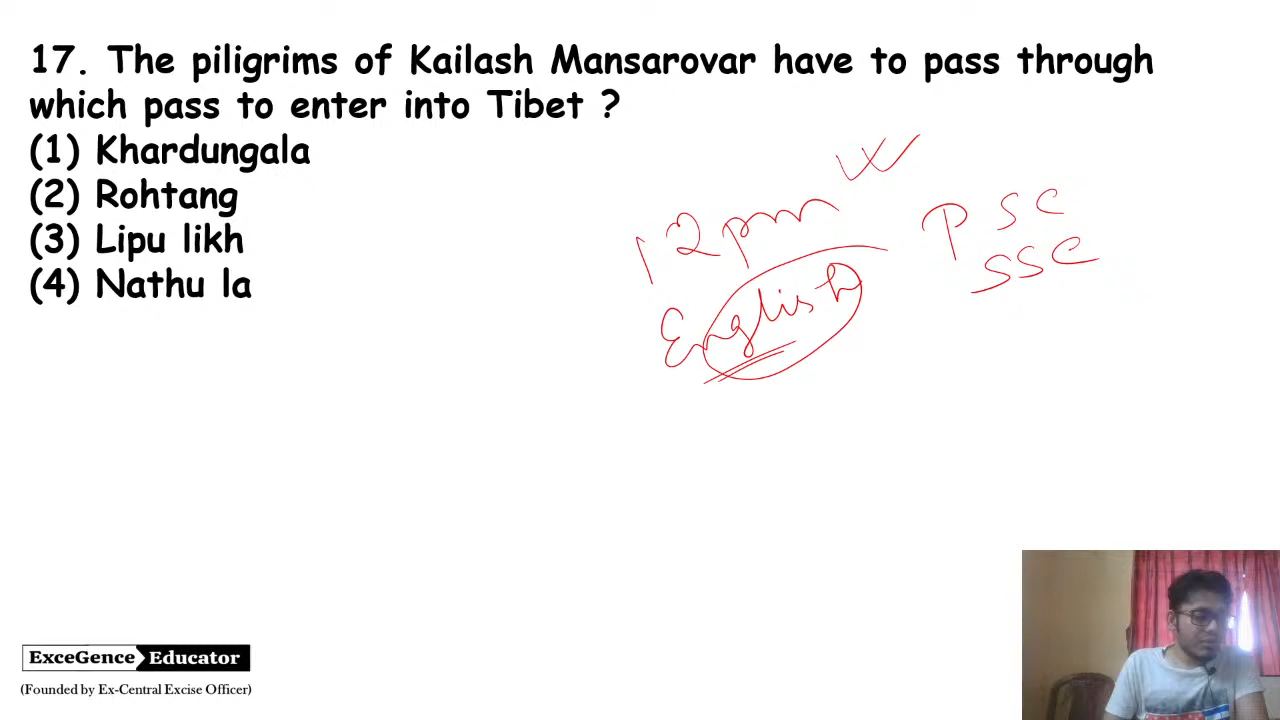 17. The piligrims of Kailash Mansarovar have to pass through
which pass to enter into Tibet ?
(1) Khardungala
(2) Rohtang
(3) Lipu likh
(4) Nathu la
12pm
English
PSC
SSC
ExceGence Educator
(Founded by Ex-Central Excise Officer)